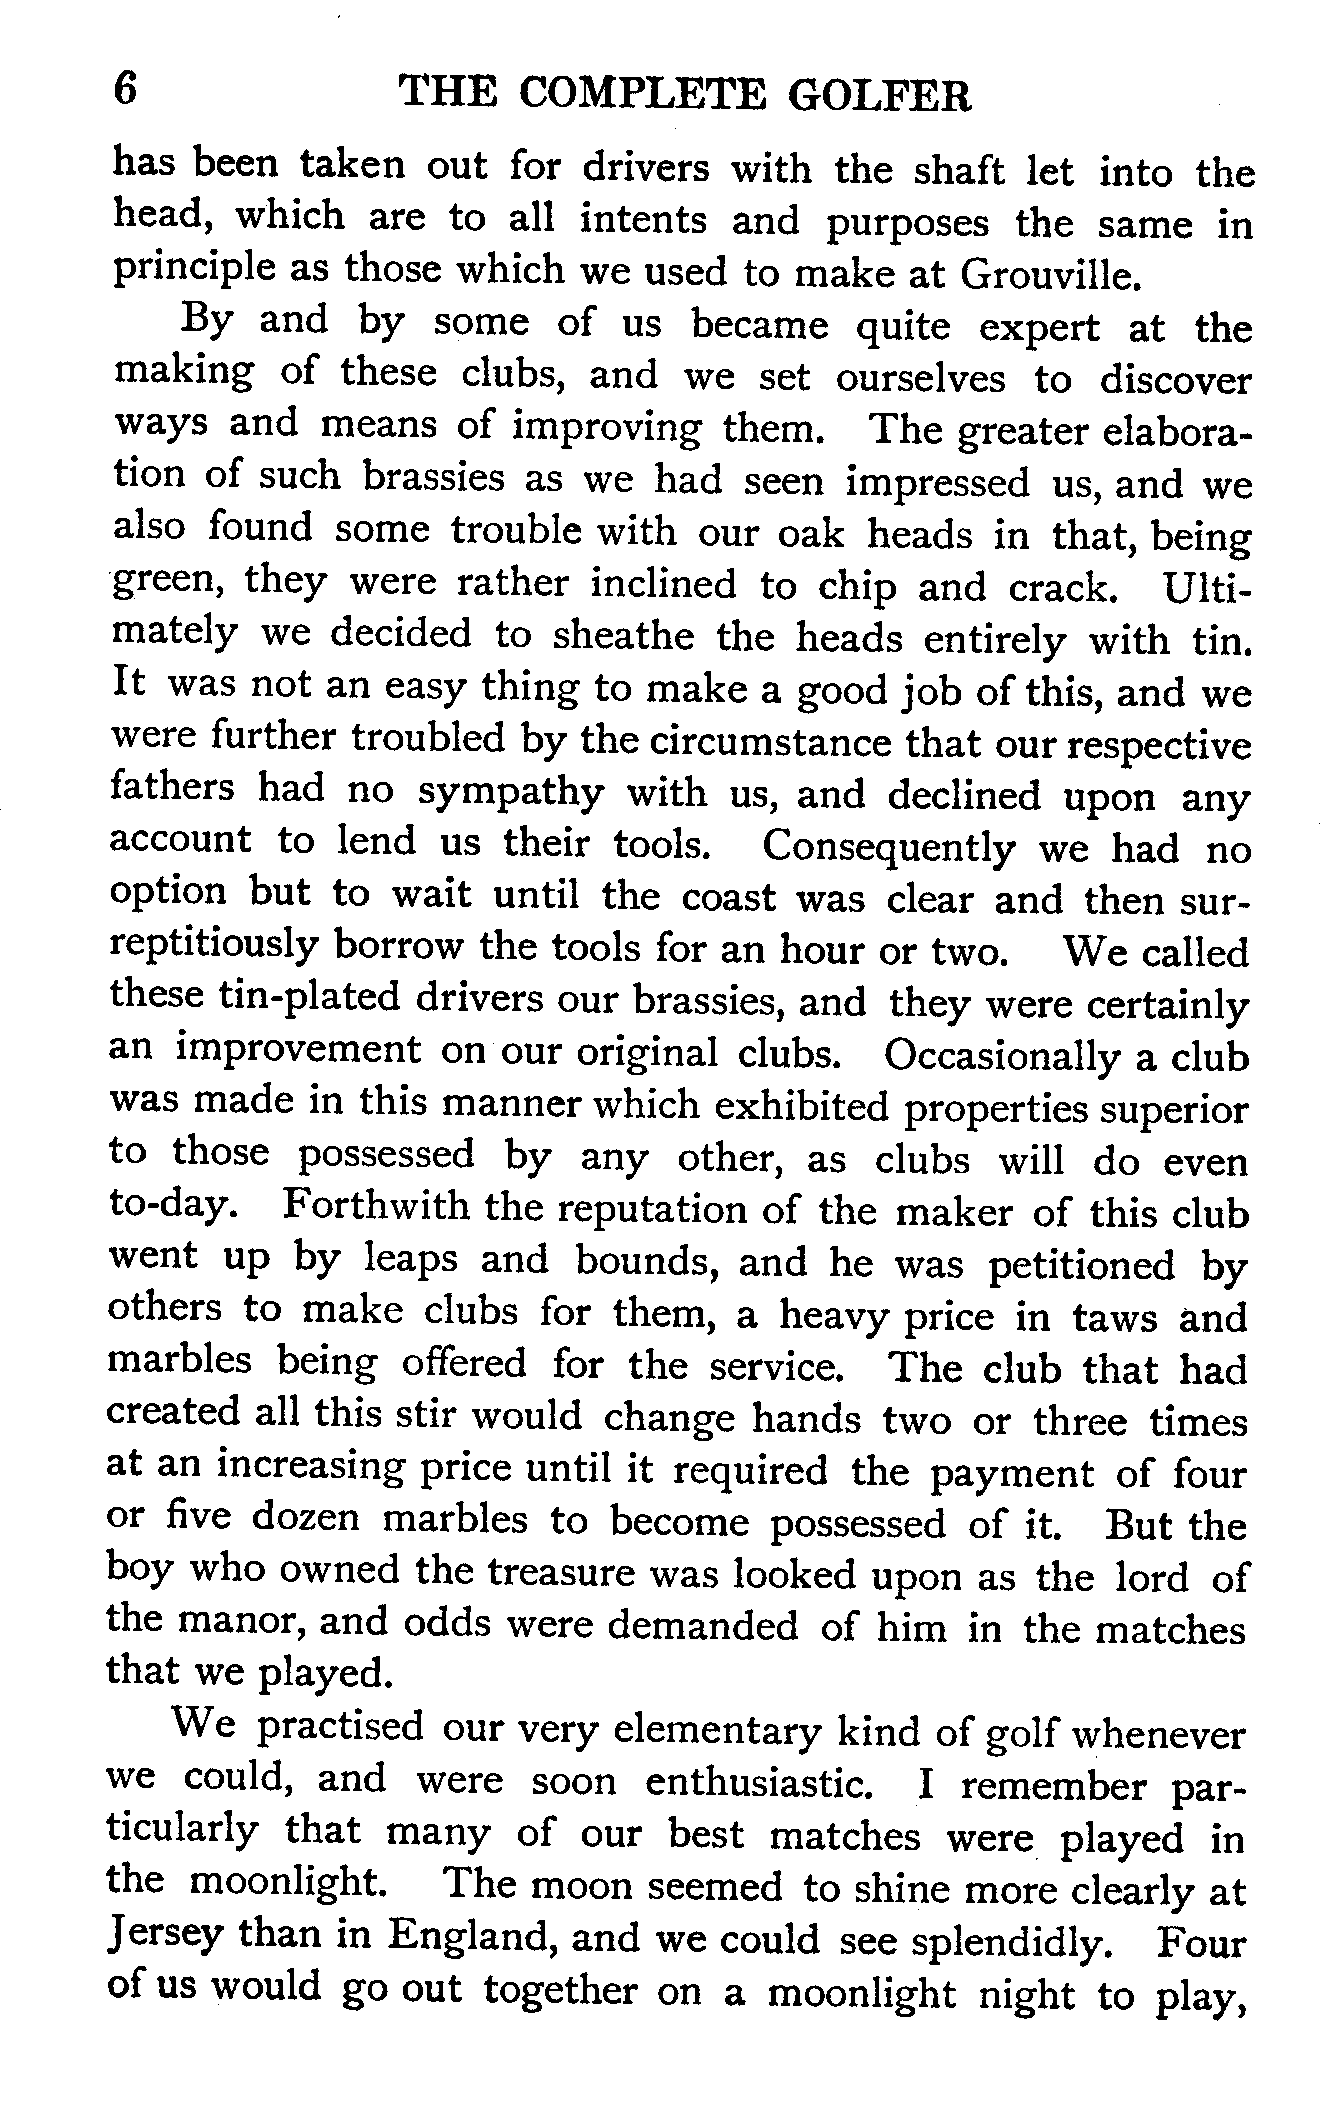 6 THE COMPLETE GOLFER
has been taken out for drivers with the shaft let into the
head, which are to all intents and purposes the same in
principle as those which we used to make at Grouville.
By and by some of us became quite expert at the
making of these clubs, and we set ourselves to discover
ways and means of improving them. The greater elabora-
tion of such brassies as we had seen impressed us, and we
also found some trouble with our oak heads in that, being
green, they were rather inclined to chip and crack. Ulti-
mately we decided to sheathe the heads entirely with tin.
It was not an easy thing to make a good job of this, and we
were further troubled by the circumstance that our respective
fathers had no sympathy with us, and declined upon any
account to lend us their tools. Consequently we had no
option but to wait until the coast was clear and then sur-
reptitiously borrow the tools for an hour or two. We called
these tin-plated drivers our brassies, and they were certainly
an improvement on our original clubs. Occasionally a club
was made in this manner which exhibited properties superior
to those possessed by any other, as clubs will do even
to-day. Forthwith the reputation of the maker of this club
went up by leaps and bounds, and he was petitioned by
others to make clubs for them, a heavy price in taws and
marbles being offered for the service. The club that had
created all this stir would change hands two or three times
at an increasing price until it required the payment of four
or five dozen marbles to become possessed of it. But the
boy who owned the treasure was looked upon as the lord of
the manor, and odds were demanded of him in the matches
that we played.
We practised our very elementary kind of golf whenever
we could, and were soon enthusiastic. I remember par-
ticularly that many of our best matches were played in
the moonlight. The moon seemed to shine more clearly at
Jersey than in England, and we could see splendidly. Four
of us would go out together on a moonlight night to play,